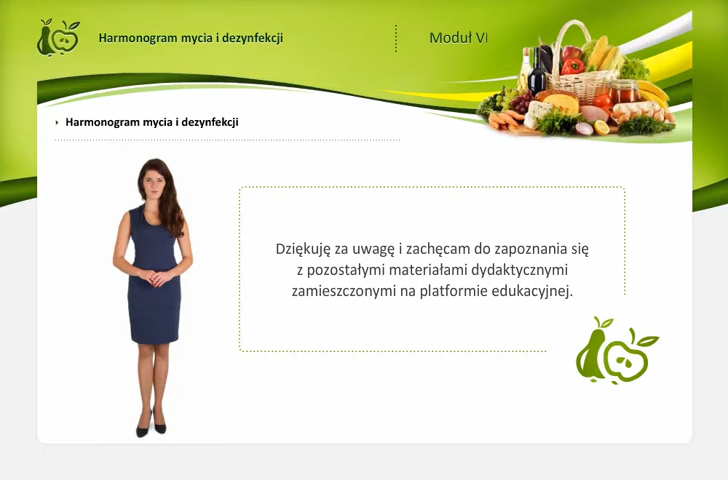 Harmonogram mycia i dezynfekcji
Moduł VI
Harmonogram mycia i dezynfekcji
Dziękuję za uwagę i zachęcam do zapoznania się
z pozostałymi materiałami dydaktycznymi
zamieszczonymi na platformie edukacyjnej.